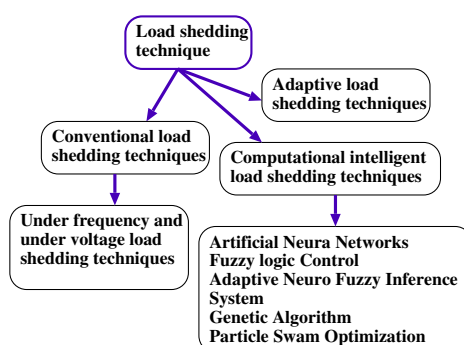 Load shedding
technique
Adaptive load
shedding techniques
Conventional load
shedding techniques
Computational intelligent
load shedding techniques
Under frequency and
under voltage load
shedding techniques
Artificial Neura Networks
Fuzzy logic Control
Adaptive Neuro Fuzzy Inference
System
Genetic Algorithm
Particle Swam Optimization